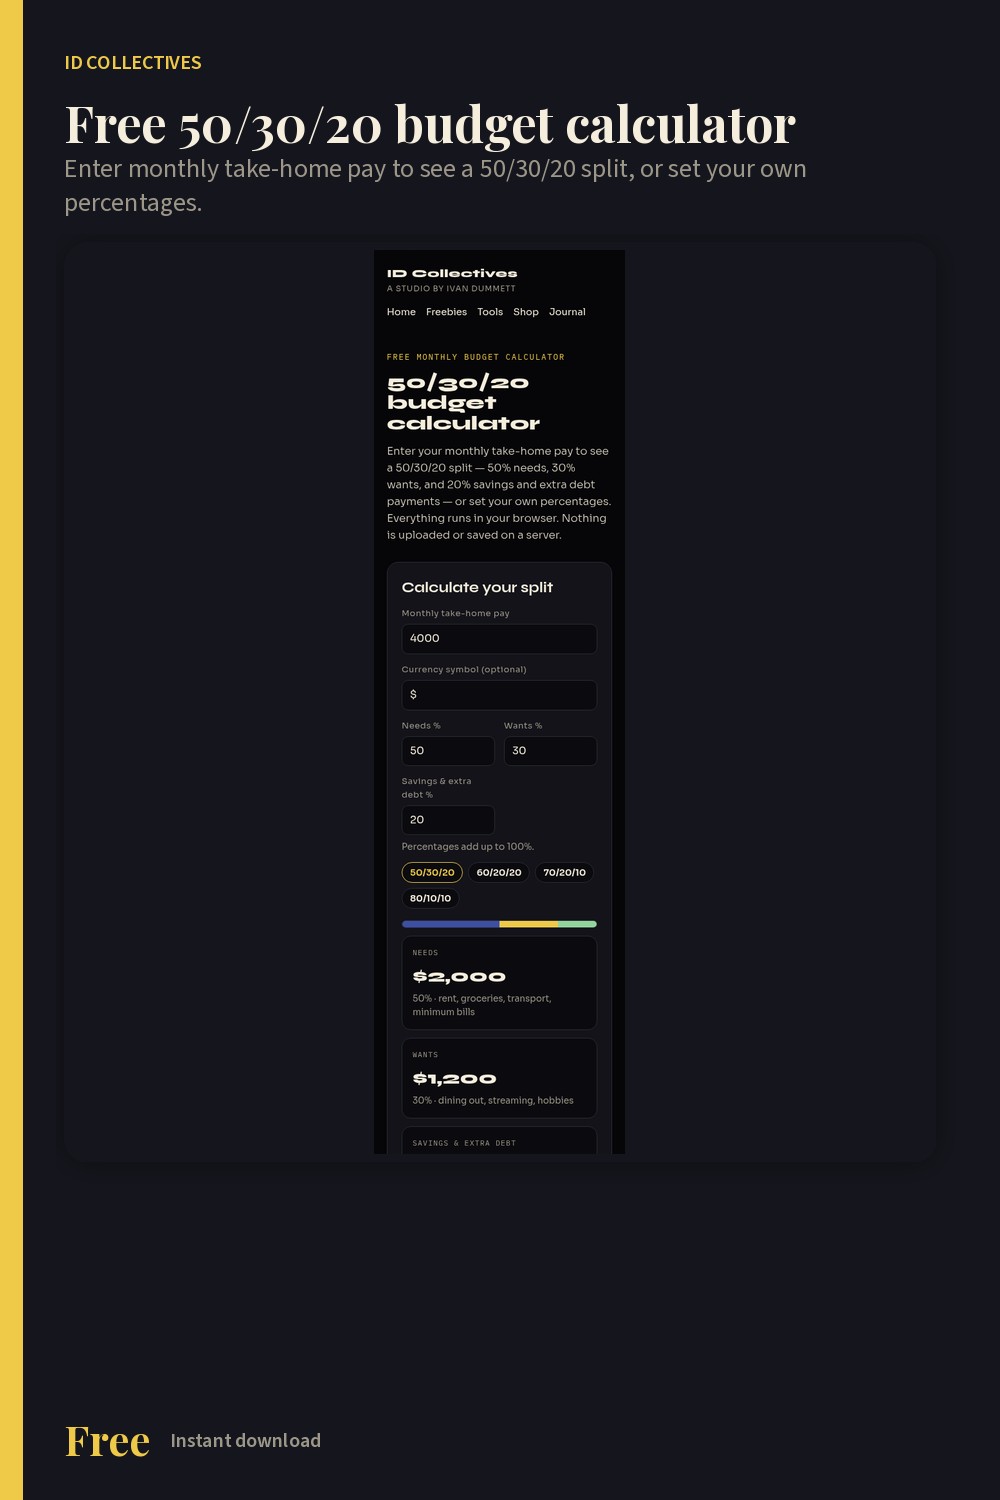 ID COLLECTIVES
Free 50/30/20 budget calculator
Enter monthly take-home pay to see a 50/30/20 split, or set your own
percentages.
ID Collectives
A STUDIO BY IVAN DUMMETT
Home Freebies Tools Shop Journal
FREE MONTHLY BUDGET CALCULATOR
50/30/20
budget
calculator
Enter your monthly take-home pay to see
a 50/30/20 split — 50% needs, 30%
wants, and 20% savings and extra debt
payments — or set your own percentages.
Everything runs in your browser. Nothing
is uploaded or saved on a server.
Calculate your split
Monthly take-home pay
4000
Currency symbol (optional)
$
Needs % Wants %
50 30
Savings & extra
debt %
20
Percentages add up to 100%.
50/30/20 60/20/20 70/20/10
80/10/10
NEEDS
$2,000
50% · rent, groceries, transport,
minimum bills
WANTS
$1,200
30% · dining out, streaming, hobbies
SAVINGS & EXTRA DEBT
Free Instant download